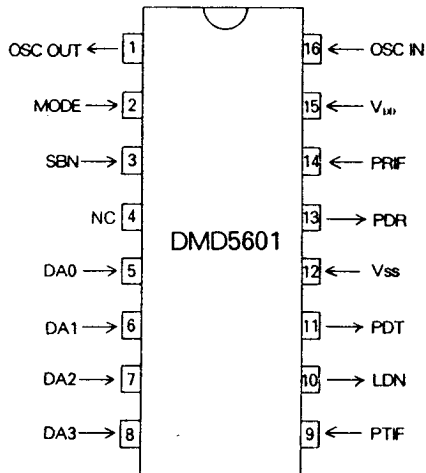 OSC OUT 1 16 OSC IN
MODE 2 15 VDD
SBN 3 14 PRIF
NC 4 13 PDR
DMD5601
DA0 5 12 Vss
DA1 6 11 PDT
DA2 7 10 LDN
DA3 8 9 PTIF